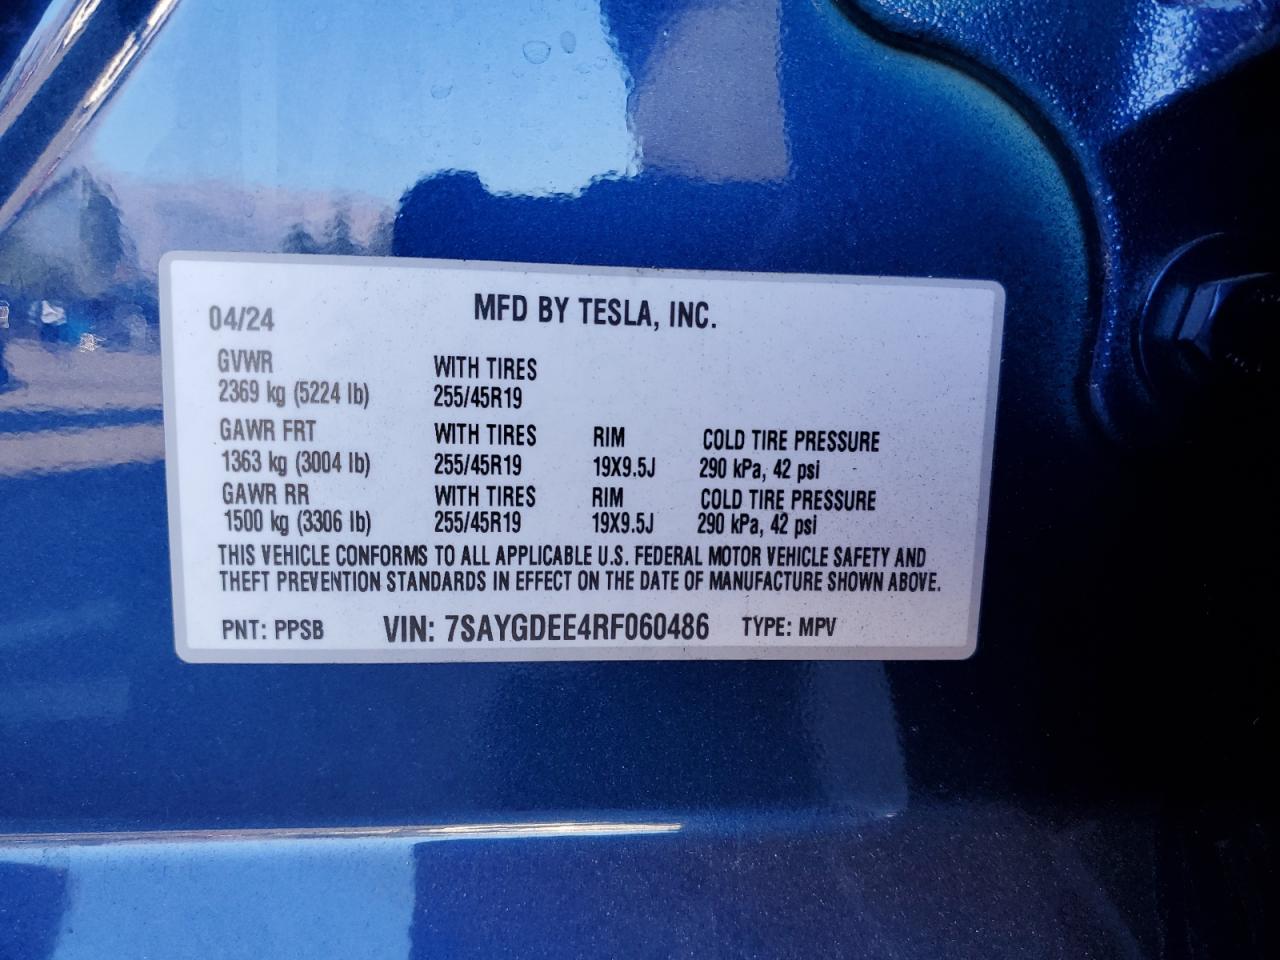 MFD BY TESLA, INC.
04/24
GVWR WITH TIRES
2369 kg (5224 lb) 255/45R19
GAWR FRT WITH TIRES RIM COLD TIRE PRESSURE
1363 kg (3004 lb) 255/45R19 19X9.5J 290 kPa, 42 psi
GAWR RR WITH TIRES RIM COLD TIRE PRESSURE
1500 kg (3306 lb) 255/45R19 19X9.5J 290 kPa, 42 psi
THIS VEHICLE CONFORMS TO ALL APPLICABLE U.S. FEDERAL MOTOR VEHICLE SAFETY AND
THEFT PREVENTION STANDARDS IN EFFECT ON THE DATE OF MANUFACTURE SHOWN ABOVE.
PNT: PPSB VIN: 7SAYGDEE4RF060486 TYPE: MPV